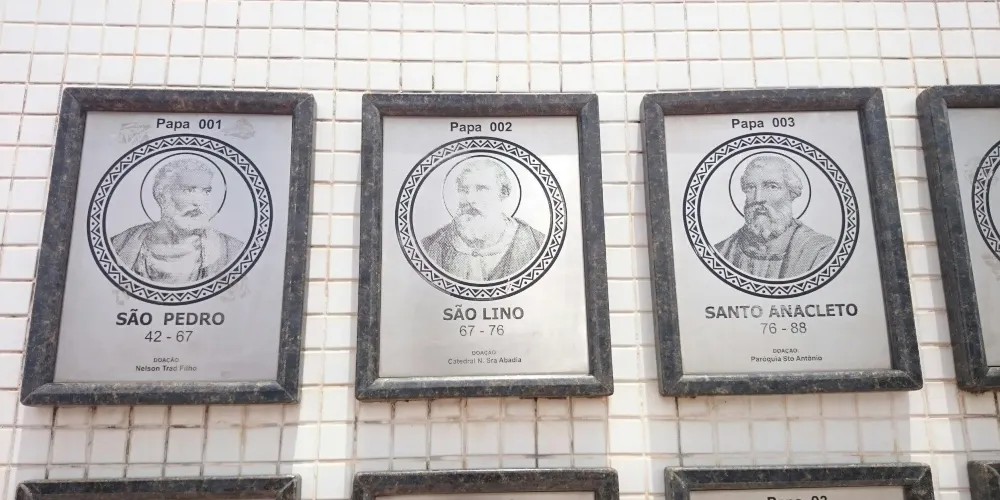 Papa 001
SÃO PEDRO
42 - 67
DOAÇÃO
Nelson Trad Filho
Papa 002
SÃO LINO
67 - 76
DOAÇÃO:
Catedral N. Sra Abadia
Papa 003
SANTO ANACLETO
76 - 88
DOAÇÃO:
Paróquia Sto Antônio